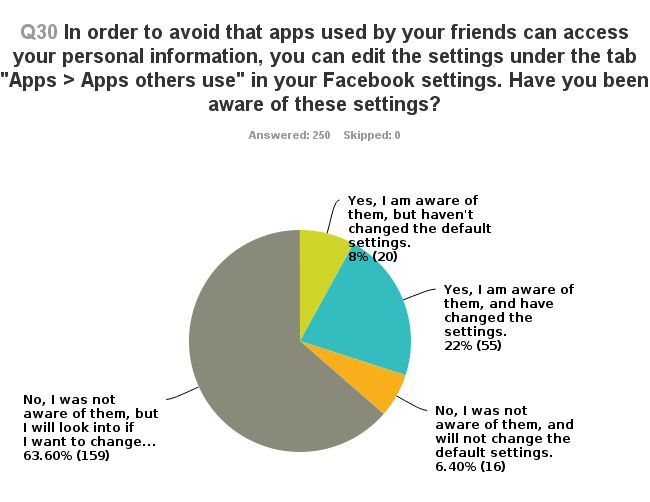 Q30 In order to avoid that apps used by your friends can access
your personal information, you can edit the settings under the tab
"Apps > Apps others use" in your Facebook settings. Have you been
aware of these settings?
Answered: 250 Skipped: 0
Yes, I am aware of
them, but haven't
changed the default
settings.
8% (20)
Yes, I am aware of
them, and have
changed the
settings.
22% (55)
No, I was not
aware of them, but
I will look into if
I want to change...
63.60% (159)
No, I was not
aware of them, and
will not change the
default settings.
6.40% (16)